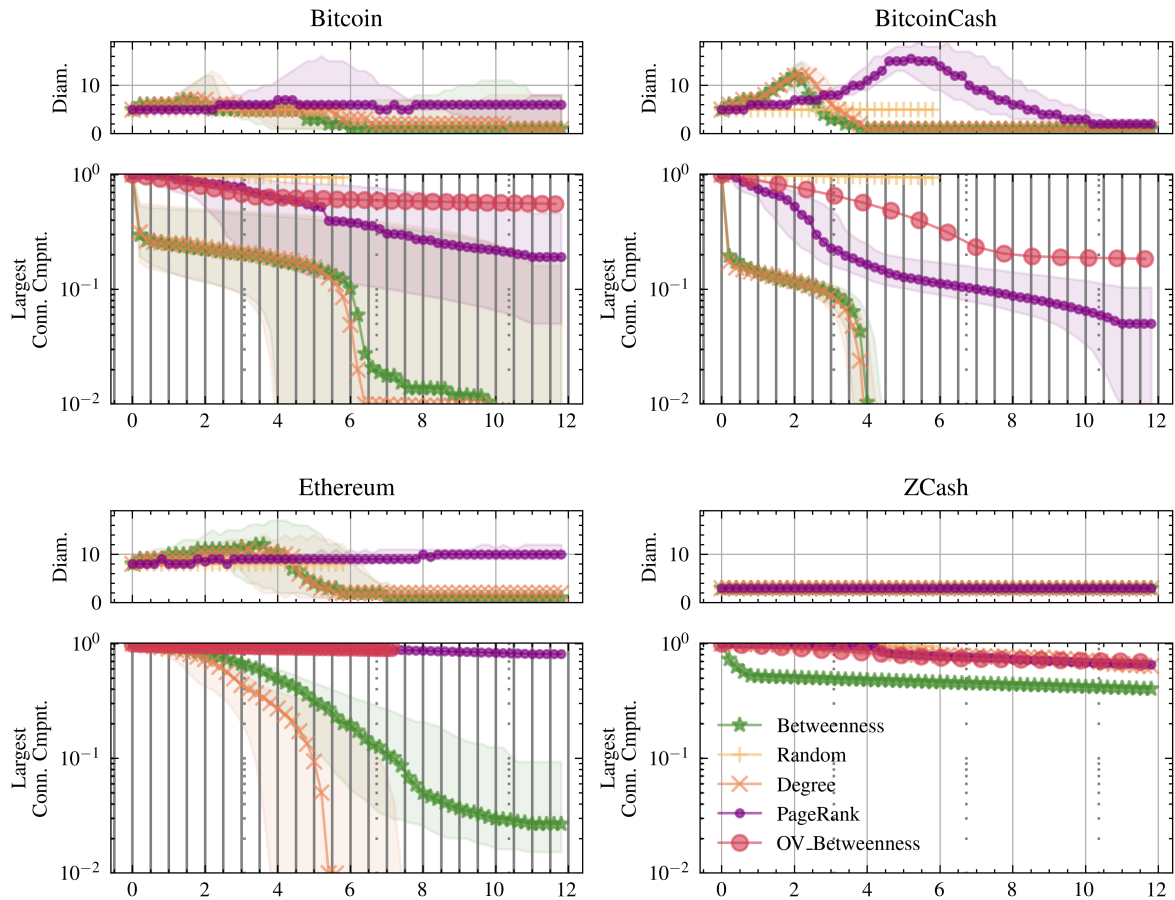 Bitcoin
Diam.
10
0
Largest
Conn. Cmpnt.
10⁰
10⁻¹
10⁻²
0 2 4 6 8 10 12
BitcoinCash
Diam.
10
0
Largest
Conn. Cmpnt.
10⁰
10⁻¹
10⁻²
0 2 4 6 8 10 12
Ethereum
Diam.
10
0
Largest
Conn. Cmpnt.
10⁰
10⁻¹
10⁻²
0 2 4 6 8 10 12
ZCash
Diam.
10
0
Largest
Conn. Cmpnt.
10⁰
10⁻¹
10⁻²
Betweenness
Random
Degree
PageRank
OV_Betweenness
0 2 4 6 8 10 12